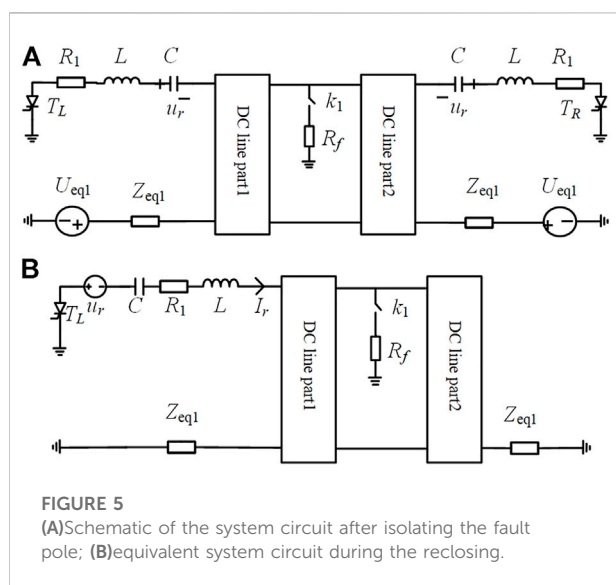 A
R1 L C C L R1
TL ur DC line part1 k1 Rf DC line part2 ur TR
Ueq1 Zeq1 Zeq1 Ueq1
B
TL ur C R1 L Ir DC line part1 k1 Rf DC line part2
Zeq1 Zeq1
FIGURE 5
(A)Schematic of the system circuit after isolating the fault
pole; (B)equivalent system circuit during the reclosing.